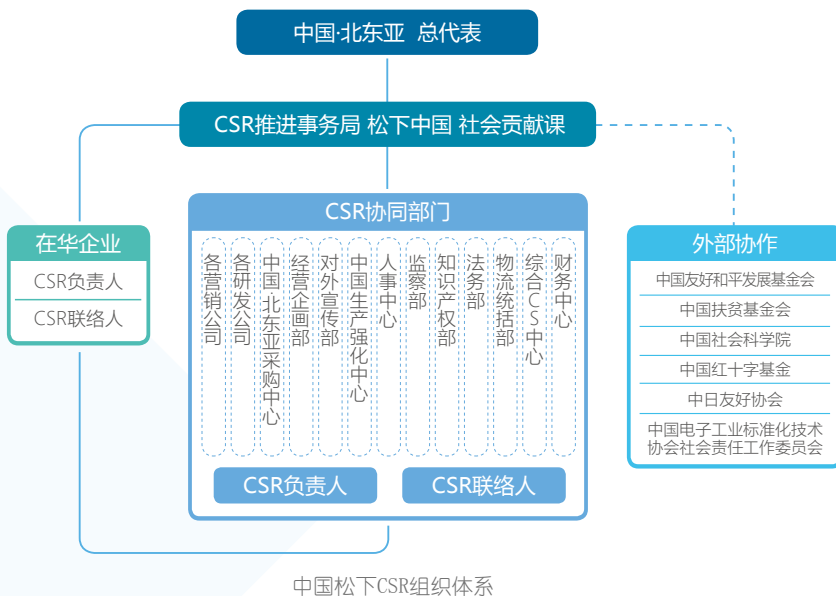 中国·北东亚 总代表
CSR推进事务局 松下中国 社会贡献课
在华企业
CSR负责人
CSR联络人
CSR协同部门
各营销公司
各研发公司
中国·北东亚采购中心
经营企画部
对外宣传部
中国生产强化中心
人事中心
监察部
知识产权部
法务部
物流统括部
综合CS中心
财务中心
CSR负责人
CSR联络人
外部协作
中国友好和平发展基金会
中国扶贫基金会
中国社会科学院
中国红十字基金
中日友好协会
中国电子工业标准化技术
协会社会责任工作委员会
中国松下CSR组织体系